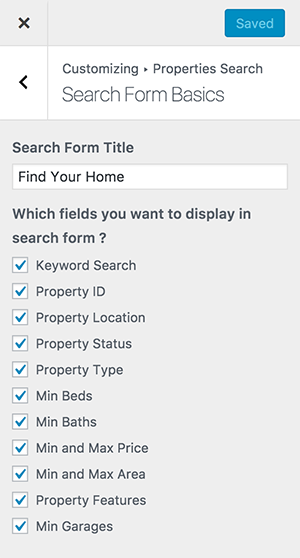 Saved
Customizing ▸ Properties Search
Search Form Basics
Search Form Title
Find Your Home
Which fields you want to display in
search form ?
Keyword Search
Property ID
Property Location
Property Status
Property Type
Min Beds
Min Baths
Min and Max Price
Min and Max Area
Property Features
Min Garages